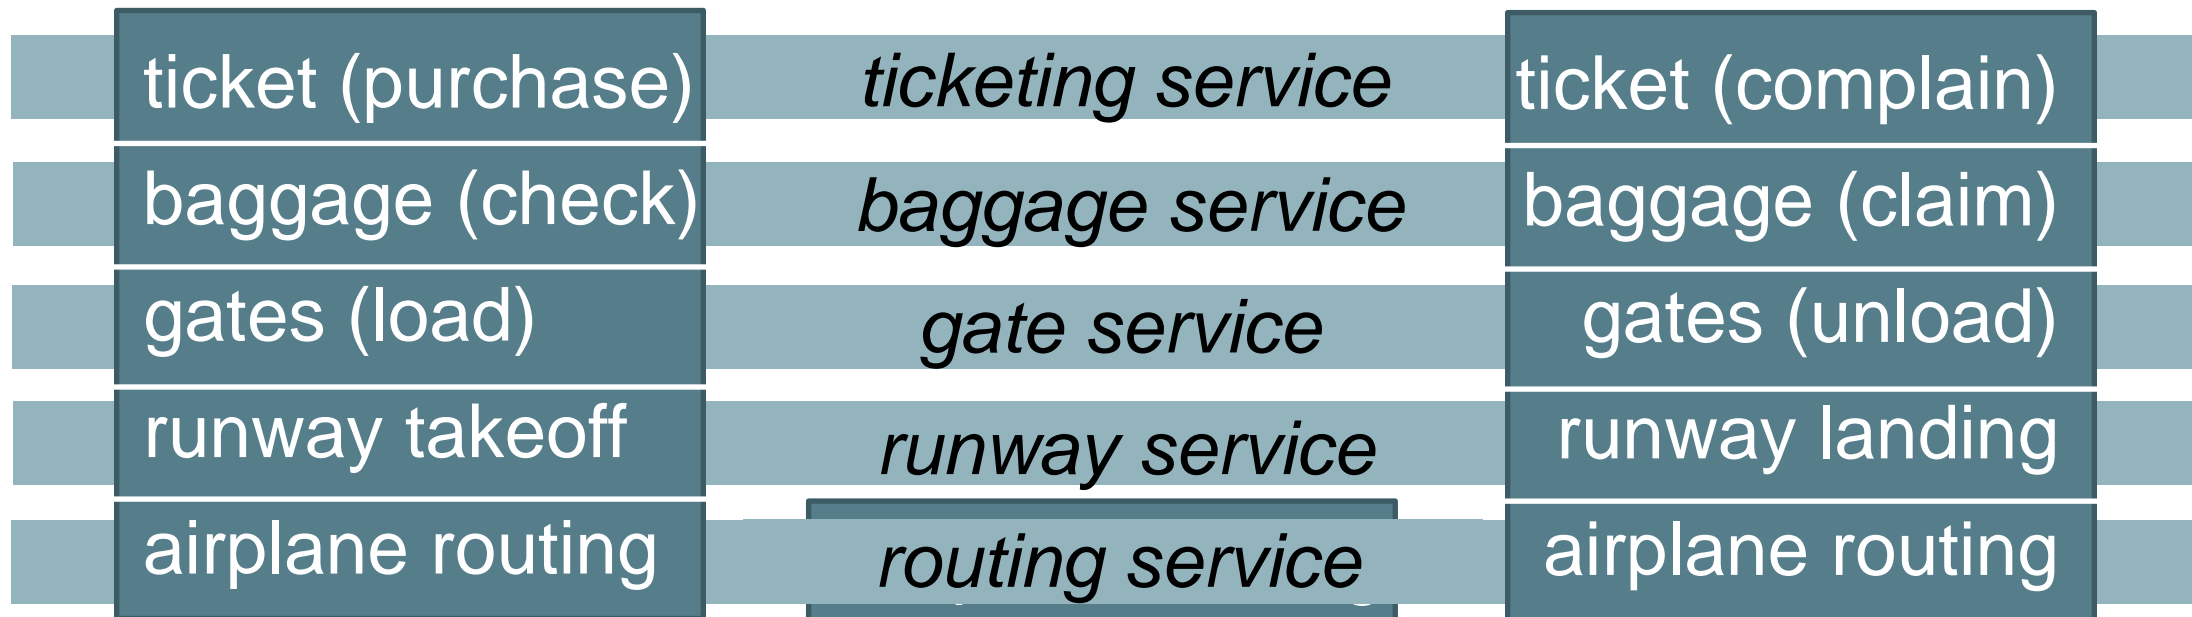 ticket (purchase) ticketing service ticket (complain)
baggage (check) baggage service baggage (claim)
gates (load) gate service gates (unload)
runway takeoff runway service runway landing
airplane routing routing service airplane routing